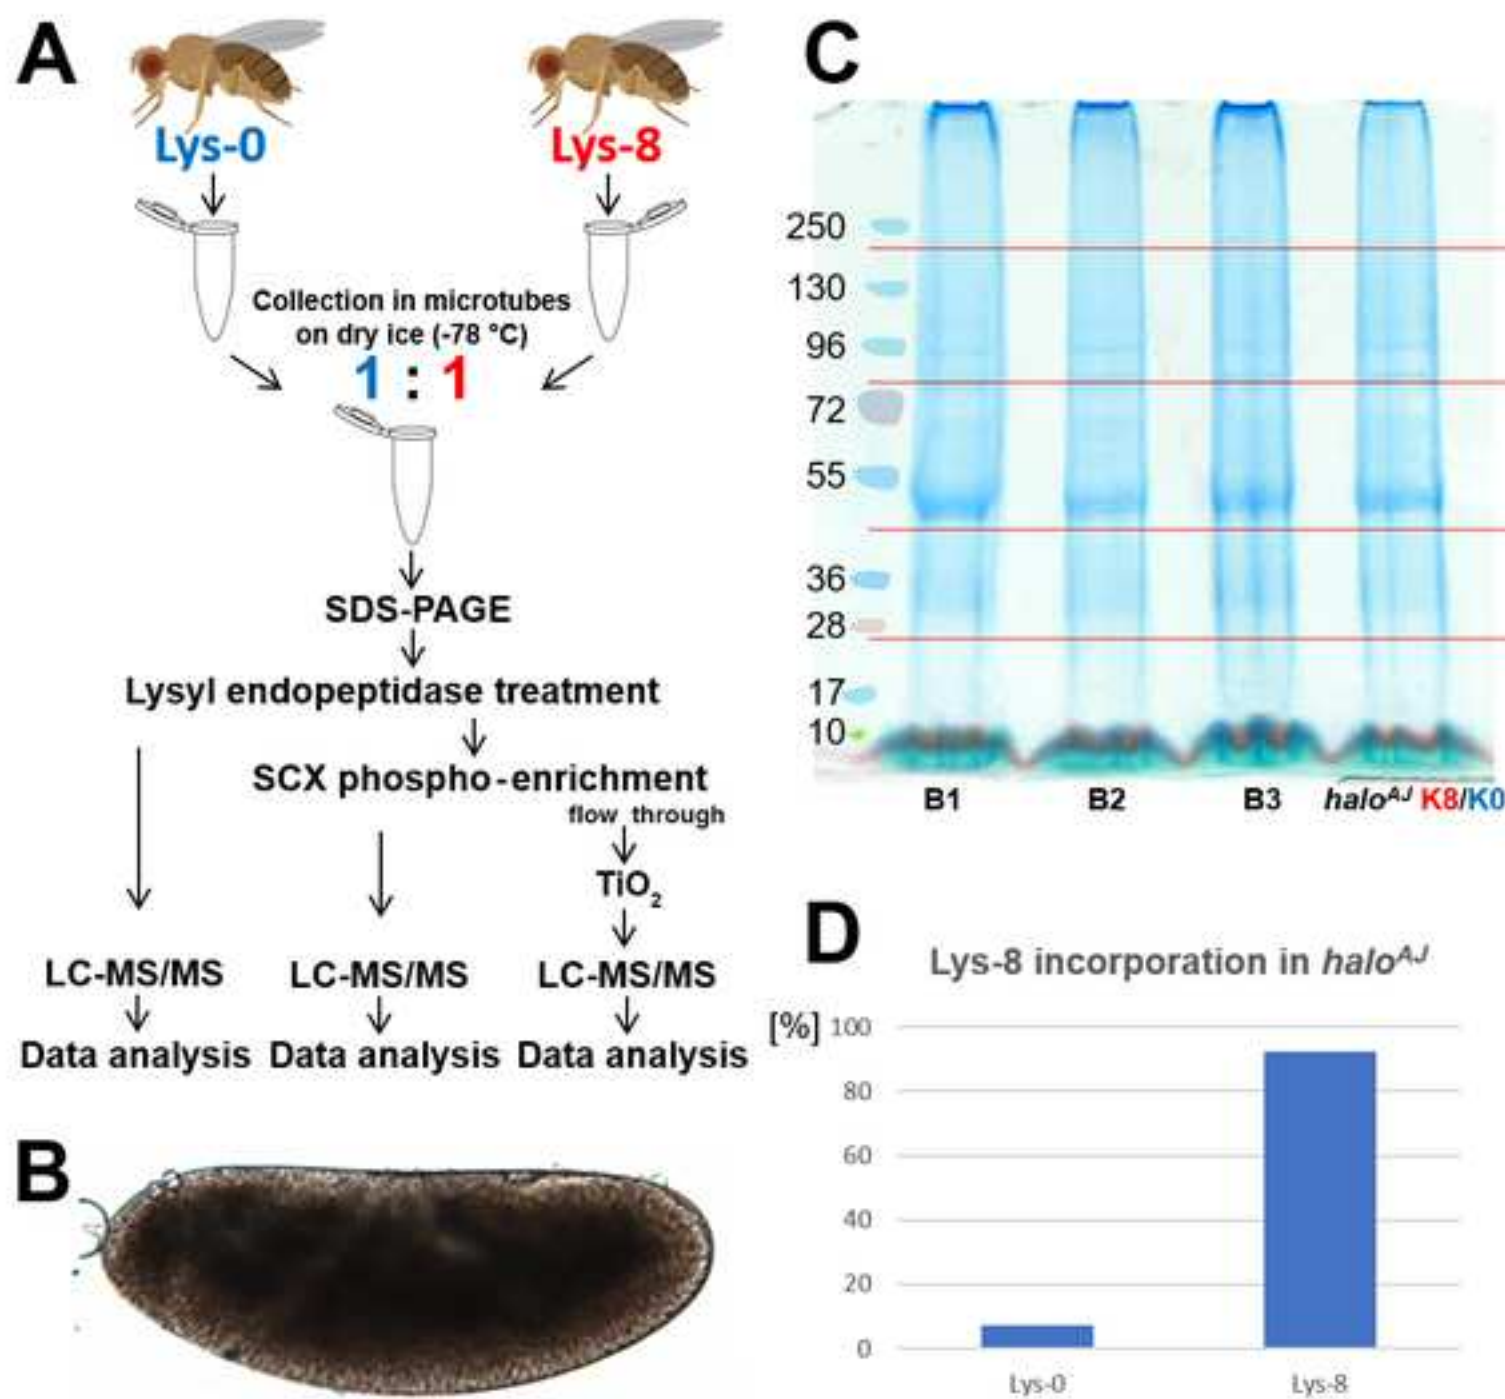 A
Lys-0
Lys-8
Collection in microtubes
on dry ice (-78 °C)
1 : 1
SDS-PAGE
Lysyl endopeptidase treatment
SCX phospho-enrichment
flow through
TiO2
LC-MS/MS LC-MS/MS LC-MS/MS
Data analysis Data analysis Data analysis
B
C
250
130
96
72
55
36
28
17
10
B1 B2 B3 haloAJ K8/K0
D
Lys-8 incorporation in haloAJ
[%] 100
80
60
40
20
0
Lys-0 Lys-8